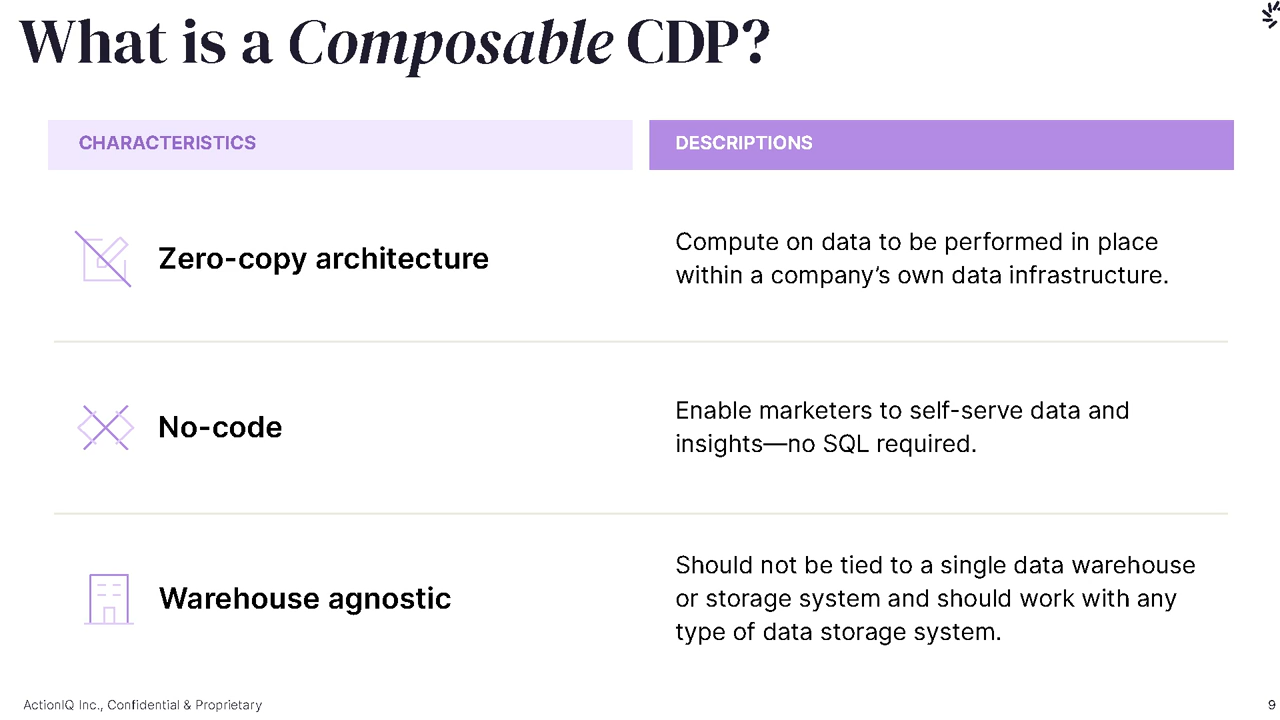 What is a Composable CDP?
CHARACTERISTICS
DESCRIPTIONS
Zero-copy architecture
Compute on data to be performed in place
within a company’s own data infrastructure.
No-code
Enable marketers to self-serve data and
insights—no SQL required.
Warehouse agnostic
Should not be tied to a single data warehouse
or storage system and should work with any
type of data storage system.
ActionIQ Inc., Confidential & Proprietary
9